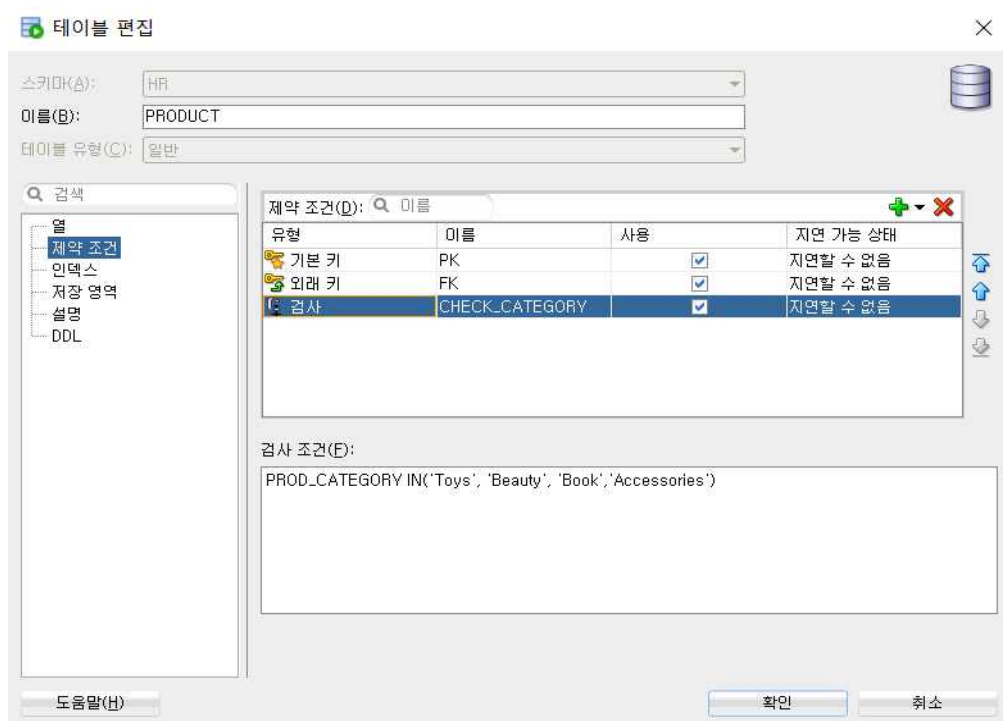 테이블 편집
스키마(A): HR
이름(B): PRODUCT
테이블 유형(C): 일반
검색
열
제약 조건
인덱스
저장 영역
설명
DDL
제약 조건(D): 이름
유형 이름 사용 지연 가능 상태
기본 키 PK 지연할 수 없음
외래 키 FK 지연할 수 없음
검사 CHECK_CATEGORY 지연할 수 없음
검사 조건(F):
PROD_CATEGORY IN('Toys', 'Beauty', 'Book','Accessories')
도움말(H) 확인 취소